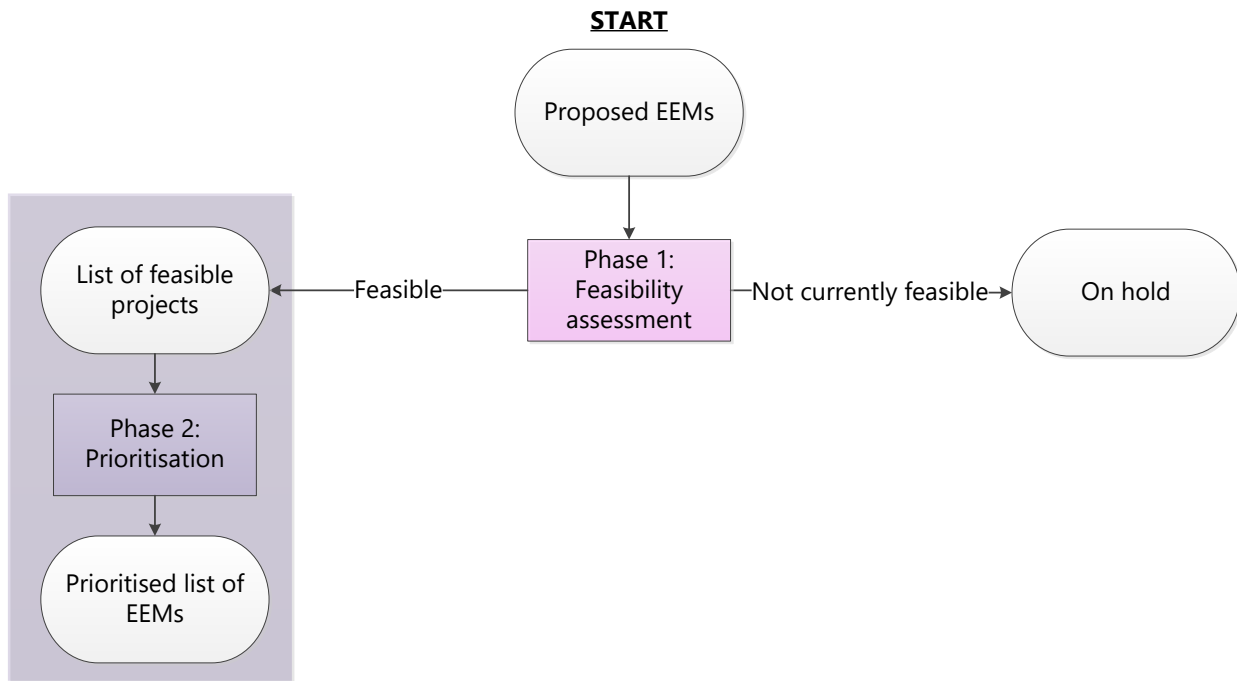 START
Proposed EEMs
List of feasible
projects
Feasible
Phase 1:
Feasibility
assessment
Not currently feasible
On hold
Phase 2:
Prioritisation
Prioritised list of
EEMs